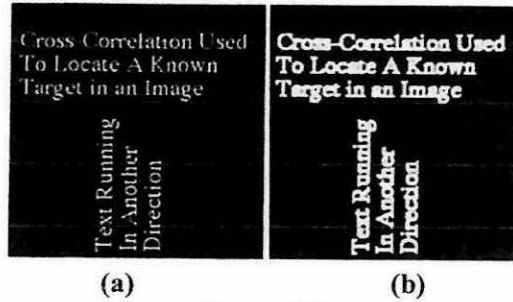 Cross-Correlation Used
To Locate A Known
Target in an Image
Text Running
In Another
Direction
(a)
Cross-Correlation Used
To Locate A Known
Target in an Image
Text Running
In Another
Direction
(b)